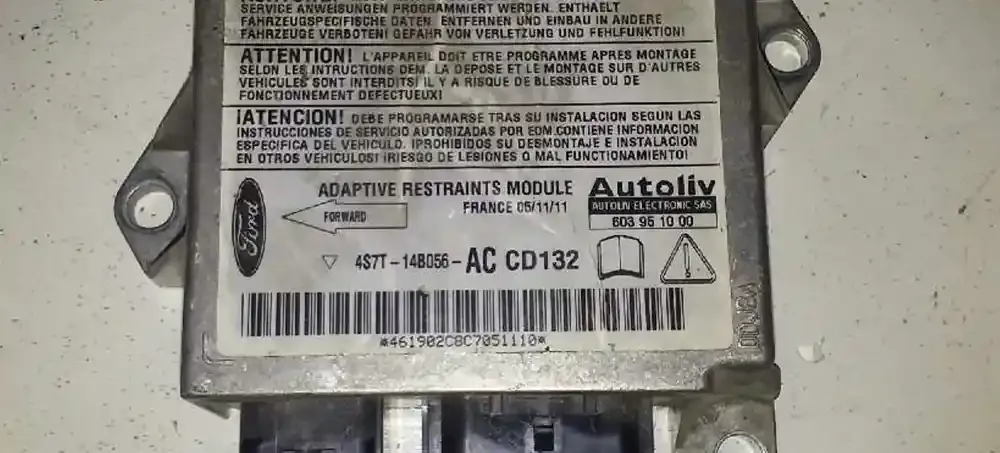 SERVICE ANWEISUNGEN PROGRAMMIERT WERDEN. ENTHAELT
FAHRZEUGSPEZIFISCHE DATEN. ENTFERNEN UND EINBAU IN ANDERE
FAHRZEUGE VERBOTEN! GEFAHR VON VERLETZUNG UND FEHLFUNKTION!
ATTENTION! L'APPAREIL DOIT ETRE PROGRAMME APRES MONTAGE
SELON LES INTRUCTIONS DEM. LA DEPOSE ET LE MONTAGE SUR D'AUTRES
VEHICULES SONT INTERDITS! IL Y A RISQUE DE BLESSURE OU DE
FONCTIONNEMENT DEFECTUEUX!
¡ATENCION! DEBE PROGRAMARSE TRAS SU INSTALACION SEGUN LAS
INSTRUCCIONES DE SERVICIO AUTORIZADAS POR EDM.CONTIENE INFORMACION
ESPECIFICA DEL VEHICULO. ¡PROHIBIDOS SU DESMONTAJE E INSTALACION
EN OTROS VEHICULOS! ¡RIESGO DE LESIONES O MAL FUNCIONAMIENTO!
Ford
FORWARD
ADAPTIVE RESTRAINTS MODULE
FRANCE 05/11/11
Autoliv
AUTOLIV ELECTRONIC SAS
603 95 10 00
4S7T-14B056-AC CD132
*461902C8C7051110*